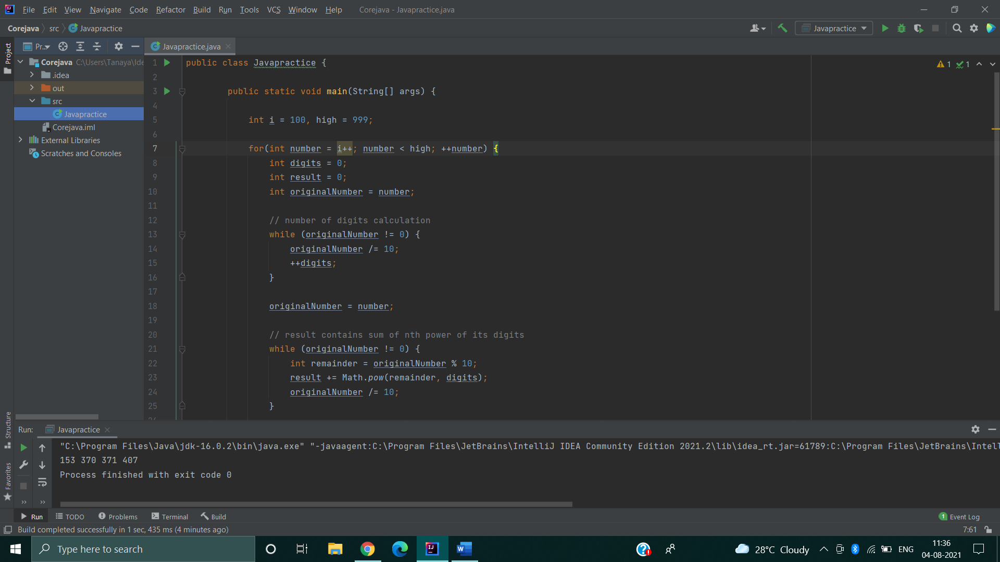 File Edit View Navigate Code Refactor Build Run Tools VCS Window Help Corejava - Javapractice.java
Corejava src Javapractice
Javapractice
Project
Pr...
Javapractice.java
Corejava C:\Users\Tanaya\Ide
.idea
out
src
Javapractice
Corejava.iml
External Libraries
Scratches and Consoles
1 1
1 public class Javapractice {
2
3 public static void main(String[] args) {
4
5 int i = 100, high = 999;
6
7 for(int number = i++; number < high; ++number) {
8 int digits = 0;
9 int result = 0;
10 int originalNumber = number;
11
12 // number of digits calculation
13 while (originalNumber != 0) {
14 originalNumber /= 10;
15 ++digits;
16 }
17
18 originalNumber = number;
19
20 // result contains sum of nth power of its digits
21 while (originalNumber != 0) {
22 int remainder = originalNumber % 10;
23 result += Math.pow(remainder, digits);
24 originalNumber /= 10;
25 }
Structure
Favorites
Run: Javapractice
"C:\Program Files\Java\jdk-16.0.2\bin\java.exe" "-javaagent:C:\Program Files\JetBrains\IntelliJ IDEA Community Edition 2021.2\lib\idea_rt.jar=61789:C:\Program Files\JetBrains\Intell
153 370 371 407
Process finished with exit code 0
Run TODO Problems Terminal Build 1 Event Log
Build completed successfully in 1 sec, 435 ms (4 minutes ago) 7:61
Type here to search 28°C Cloudy ENG 11:36
04-08-2021